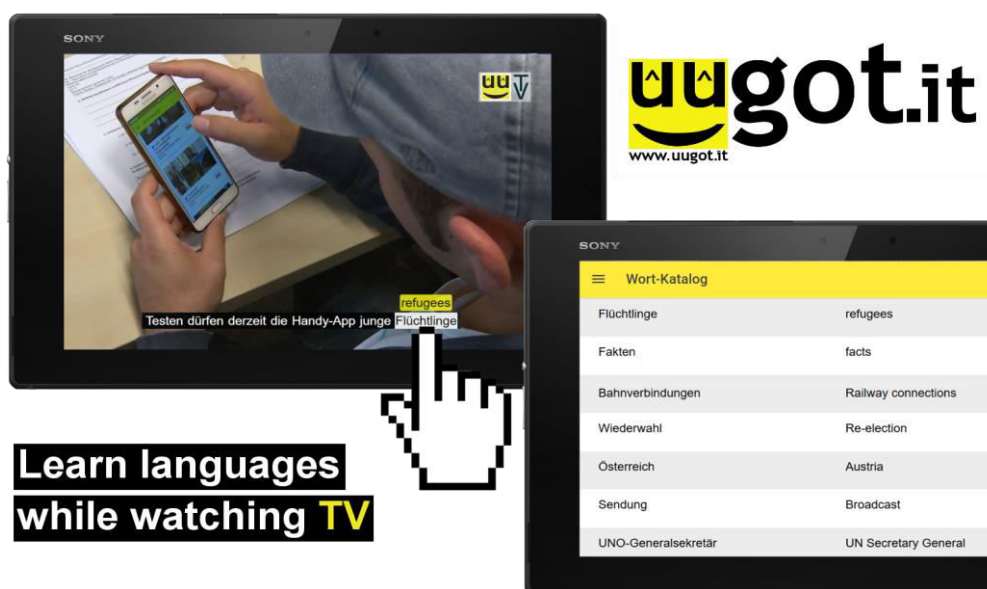 SONY
uu
refugees
Testen dürfen derzeit die Handy-App junge Flüchtlinge
uugot.it
www.uugot.it
SONY
Wort-Katalog
Flüchtlinge refugees
Fakten facts
Bahnverbindungen Railway connections
Wiederwahl Re-election
Österreich Austria
Sendung Broadcast
UNO-Generalsekretär UN Secretary General
Learn languages
while watching TV